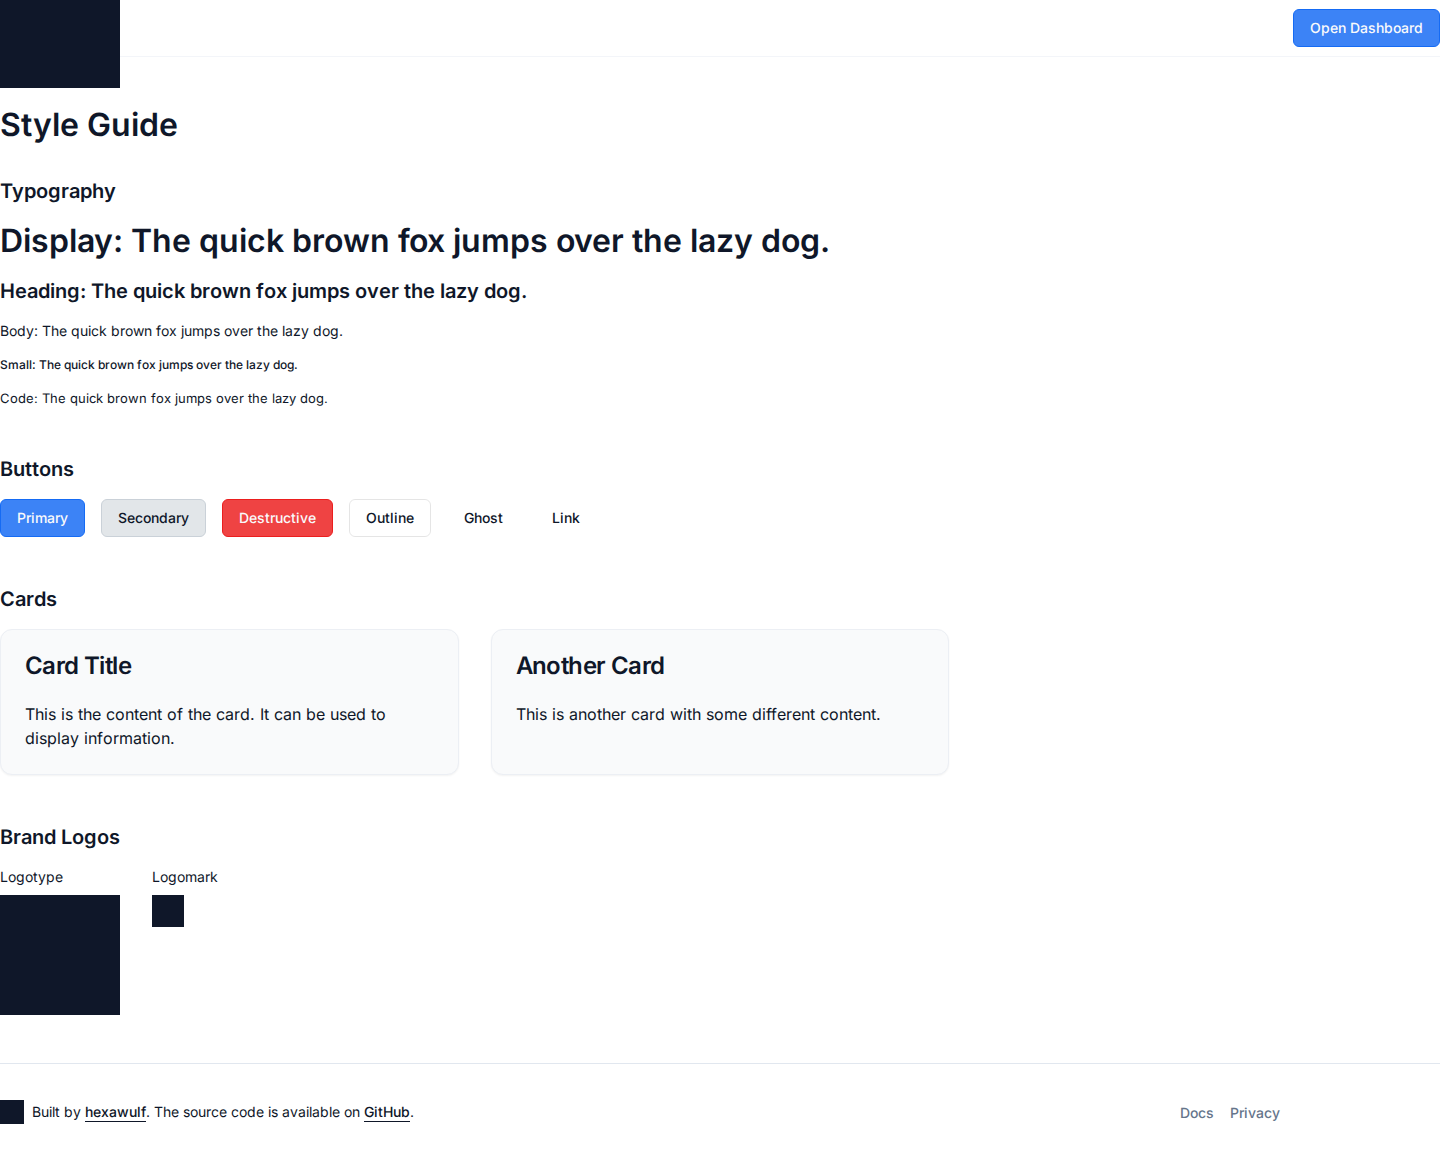 Open Dashboard
Style Guide
Typography
Display: The quick brown fox jumps over the lazy dog.
Heading: The quick brown fox jumps over the lazy dog.
Body: The quick brown fox jumps over the lazy dog.
Small: The quick brown fox jumps over the lazy dog.
Code: The quick brown fox jumps over the lazy dog.
Buttons
Primary Secondary Destructive Outline Ghost Link
Cards
Card Title
This is the content of the card. It can be used to
display information.
Another Card
This is another card with some different content.
Brand Logos
Logotype Logomark
Built by hexawulf. The source code is available on GitHub.
Docs Privacy